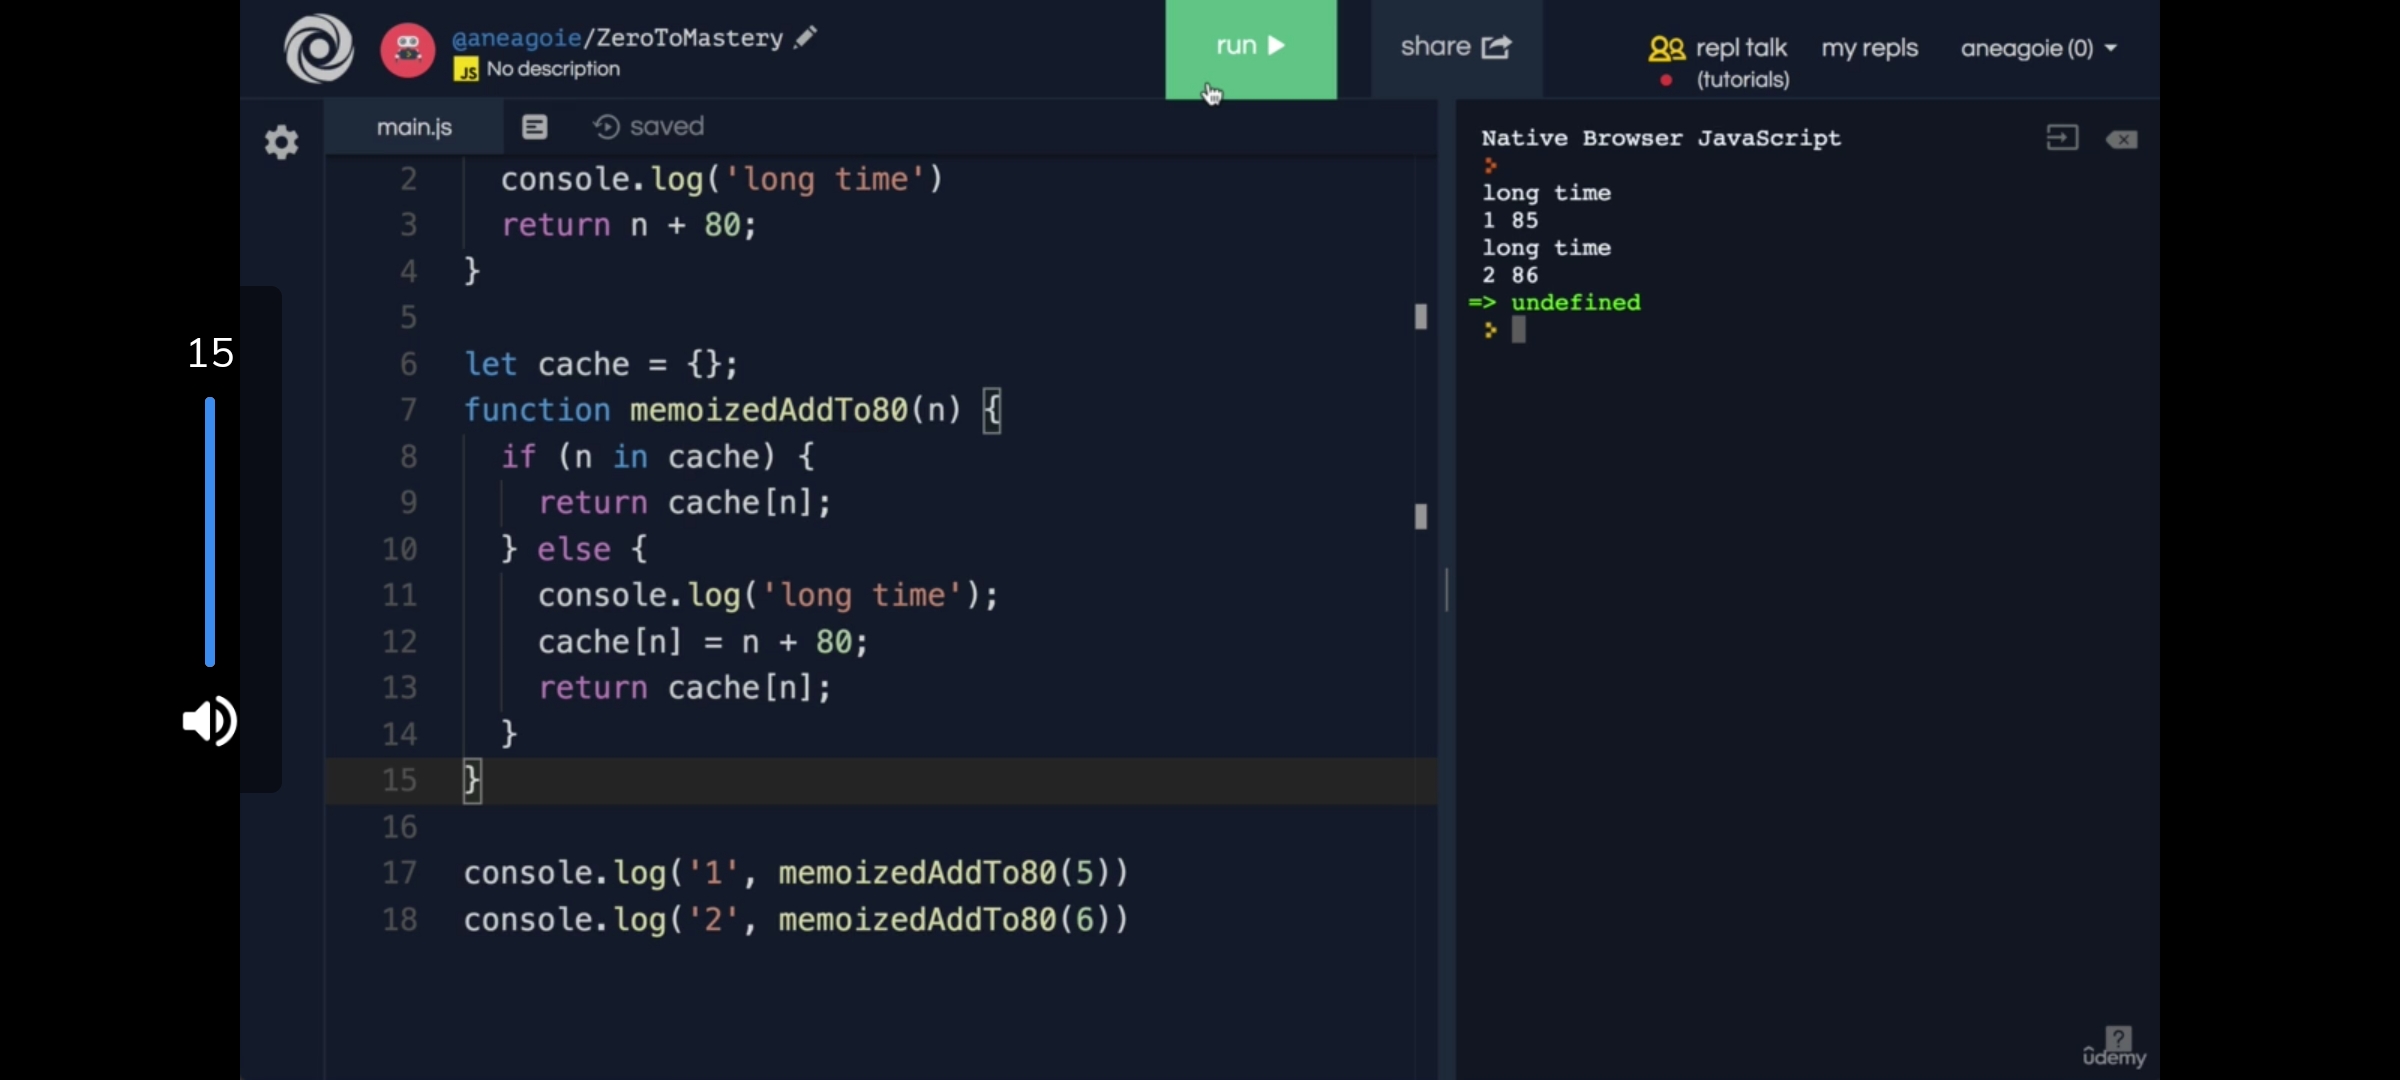 @aneagoie/ZeroToMastery
JS No description
run
share
repl talk
(tutorials)
my repls
aneagoie (0)
main.js
saved
15
2 console.log('long time')
3 return n + 80;
4 }
5
6 let cache = {};
7 function memoizedAddTo80(n) {
8 if (n in cache) {
9 return cache[n];
10 } else {
11 console.log('long time');
12 cache[n] = n + 80;
13 return cache[n];
14 }
15 }
16
17 console.log('1', memoizedAddTo80(5))
18 console.log('2', memoizedAddTo80(6))
Native Browser JavaScript
long time
1 85
long time
2 86
=> undefined
?
ûdemy